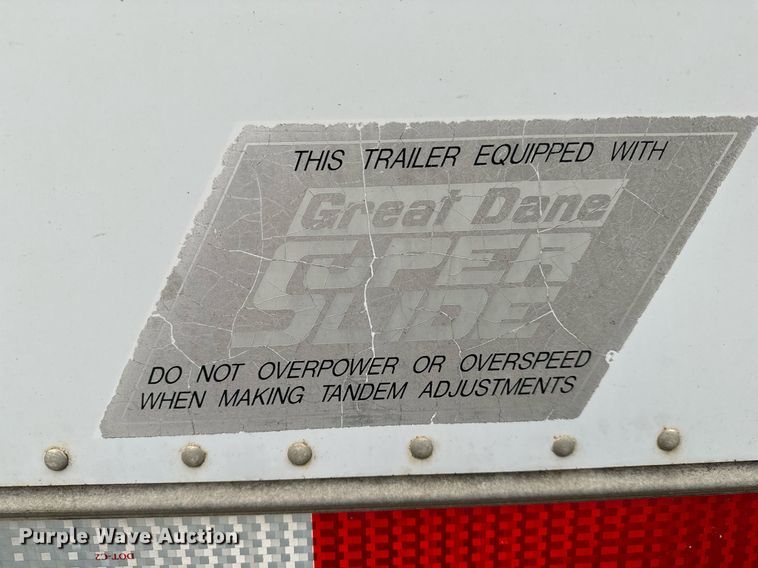 THIS TRAILER EQUIPPED WITH
Great Dane
SUPER
SLIDE
DO NOT OVERPOWER OR OVERSPEED
WHEN MAKING TANDEM ADJUSTMENTS
Purple Wave Auction
DOT-C2